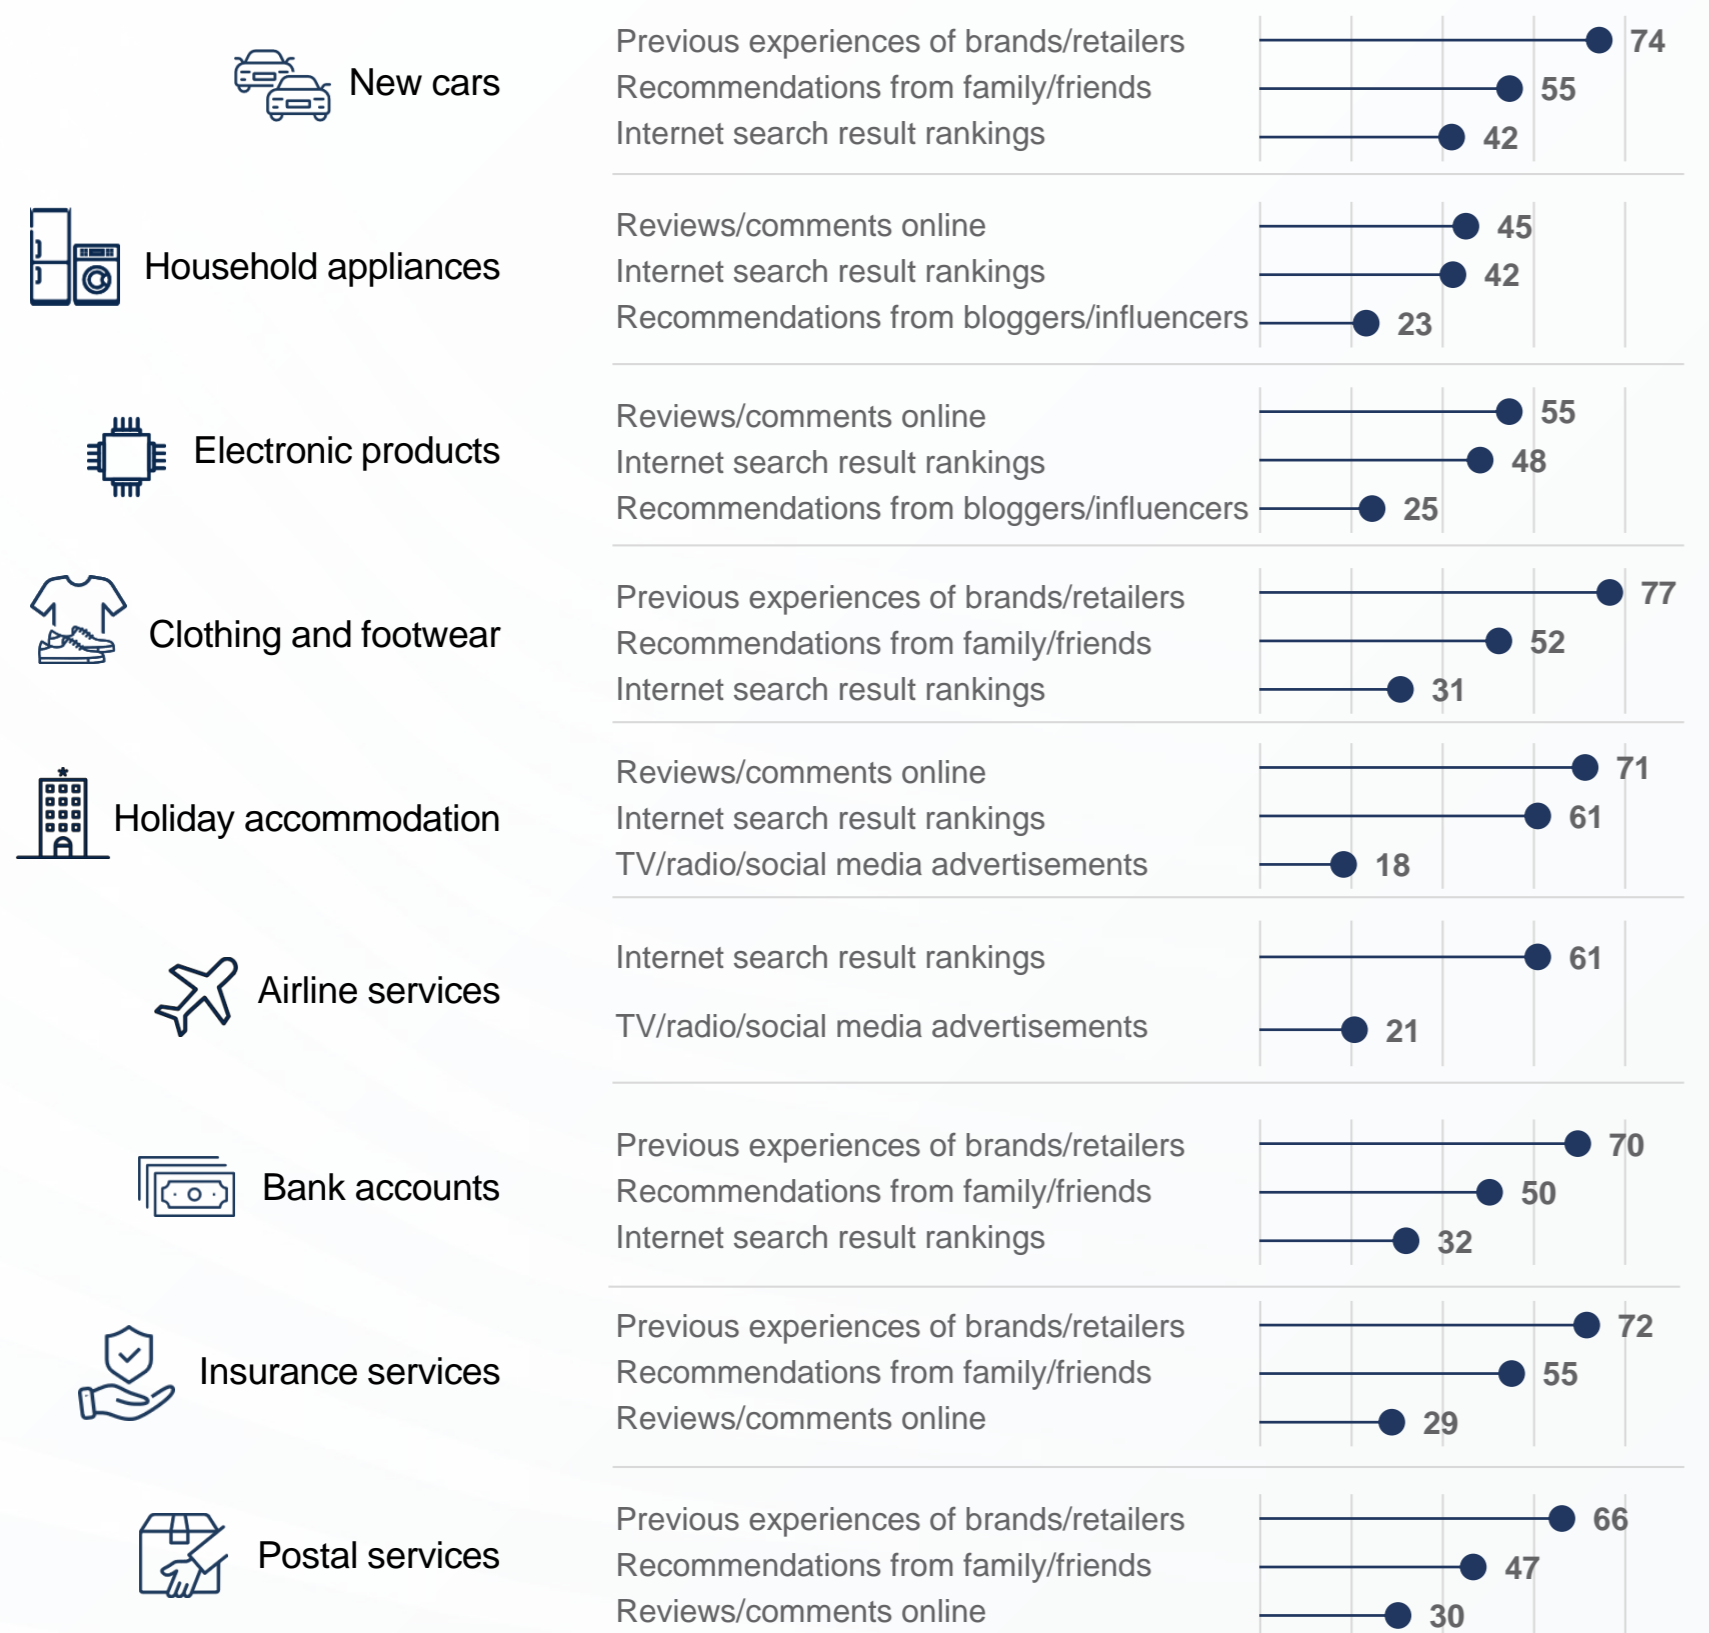 New cars
Previous experiences of brands/retailers 74
Recommendations from family/friends 55
Internet search result rankings 42
Household appliances
Reviews/comments online 45
Internet search result rankings 42
Recommendations from bloggers/influencers 23
Electronic products
Reviews/comments online 55
Internet search result rankings 48
Recommendations from bloggers/influencers 25
Clothing and footwear
Previous experiences of brands/retailers 77
Recommendations from family/friends 52
Internet search result rankings 31
Holiday accommodation
Reviews/comments online 71
Internet search result rankings 61
TV/radio/social media advertisements 18
Airline services
Internet search result rankings 61
TV/radio/social media advertisements 21
Bank accounts
Previous experiences of brands/retailers 70
Recommendations from family/friends 50
Internet search result rankings 32
Insurance services
Previous experiences of brands/retailers 72
Recommendations from family/friends 55
Reviews/comments online 29
Postal services
Previous experiences of brands/retailers 66
Recommendations from family/friends 47
Reviews/comments online 30